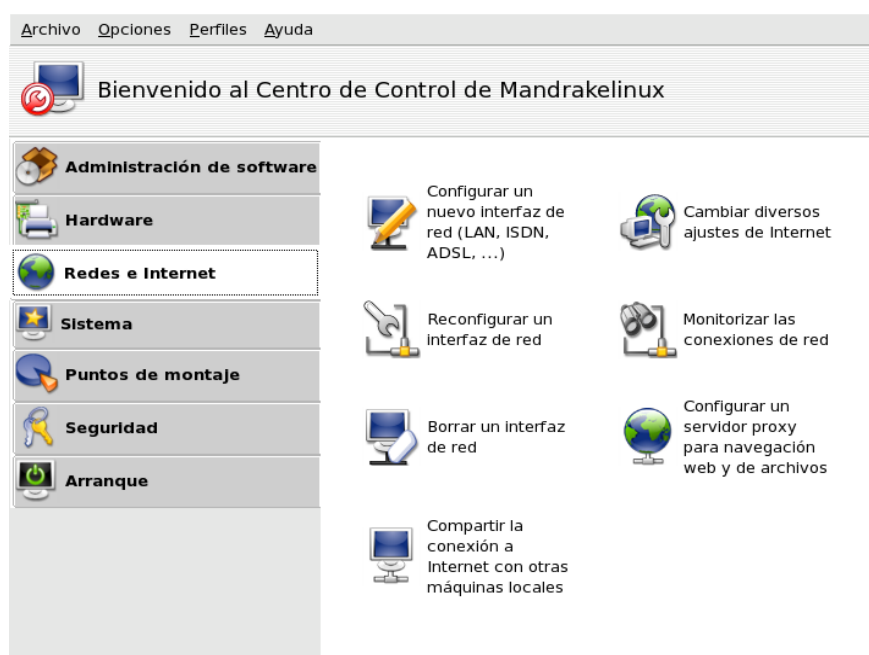 Archivo Opciones Perfiles Ayuda
Bienvenido al Centro de Control de Mandrakelinux
Administración de software
Hardware
Redes e Internet
Sistema
Puntos de montaje
Seguridad
Arranque
Configurar un
nuevo interfaz de
red (LAN, ISDN,
ADSL, ...)
Cambiar diversos
ajustes de Internet
Reconfigurar un
interfaz de red
Monitorizar las
conexiones de red
Borrar un interfaz
de red
Configurar un
servidor proxy
para navegación
web y de archivos
Compartir la
conexión a
Internet con otras
máquinas locales